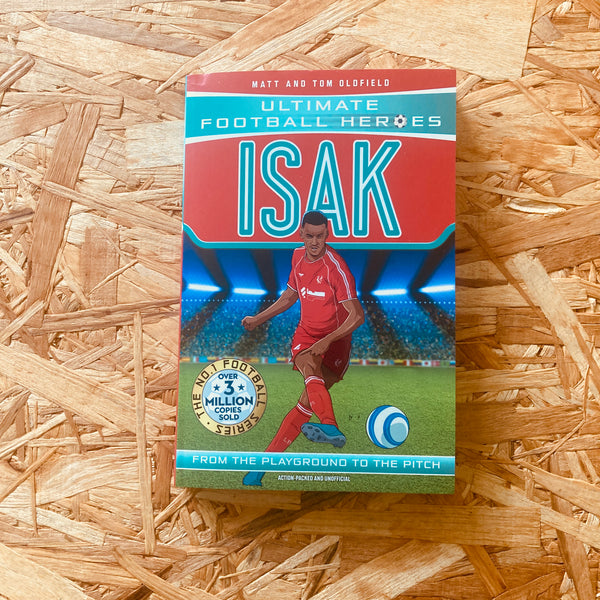 MATT AND TOM OLDFIELD
ULTIMATE
FOOTBALL HEROES
ISAK
THE NO.1 FOOTBALL SERIES
OVER
3
MILLION
COPIES
SOLD
FROM THE PLAYGROUND TO THE PITCH
ACTION-PACKED AND UNOFFICIAL